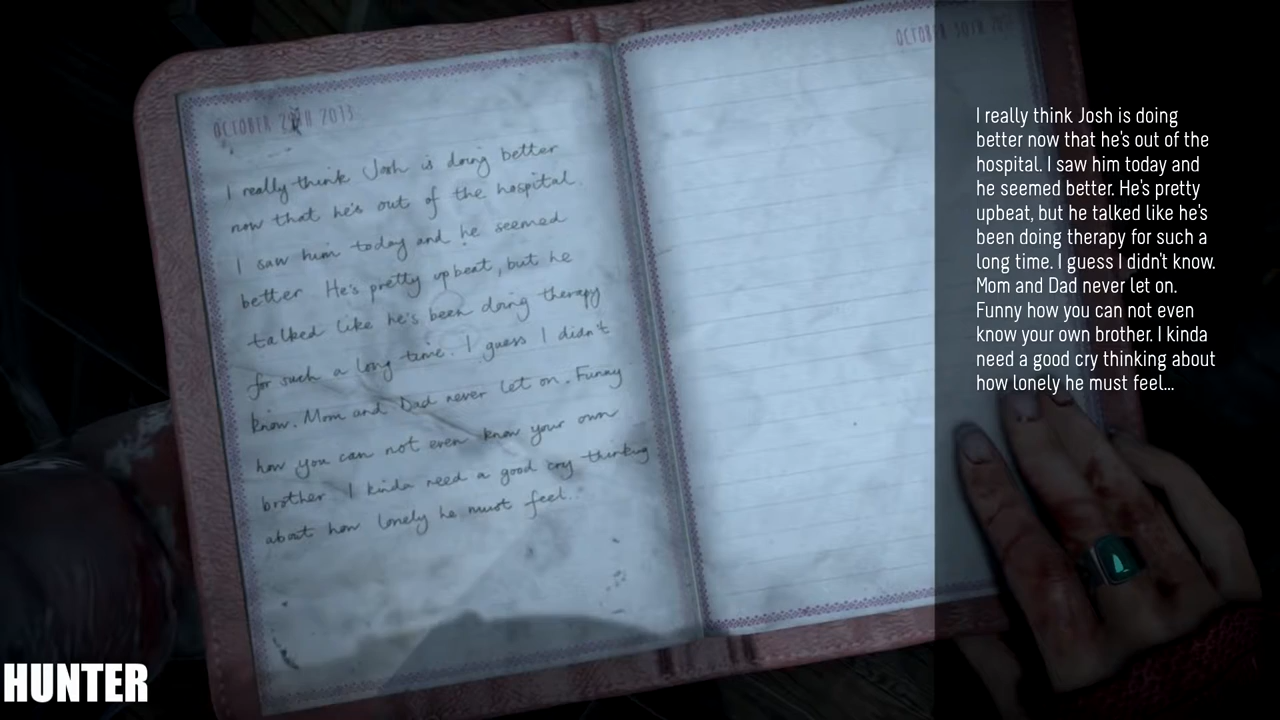 OCTOBER 29TH 2013
I really think Josh is doing better
now that he's out of the hospital.
I saw him today and he seemed
better. He's pretty upbeat, but he
talked like he's been doing therapy
for such a long time. I guess I didn't
know. Mom and Dad never let on. Funny
how you can not even know your own
brother. I kinda need a good cry thinking
about how lonely he must feel...
OCTOBER 30TH
I really think Josh is doing
better now that he's out of the
hospital. I saw him today and
he seemed better. He's pretty
upbeat, but he talked like he's
been doing therapy for such a
long time. I guess I didn't know.
Mom and Dad never let on.
Funny how you can not even
know your own brother. I kinda
need a good cry thinking about
how lonely he must feel...
HUNTER